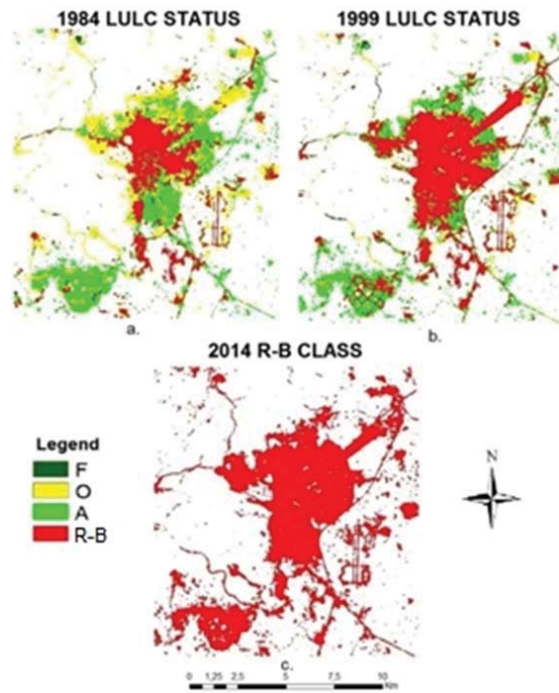 1984 LULC STATUS
1999 LULC STATUS
a.
b.
2014 R-B CLASS
Legend
F
O
A
R-B
N
c.
0 1,25 2,5 5 7,5 10
Km